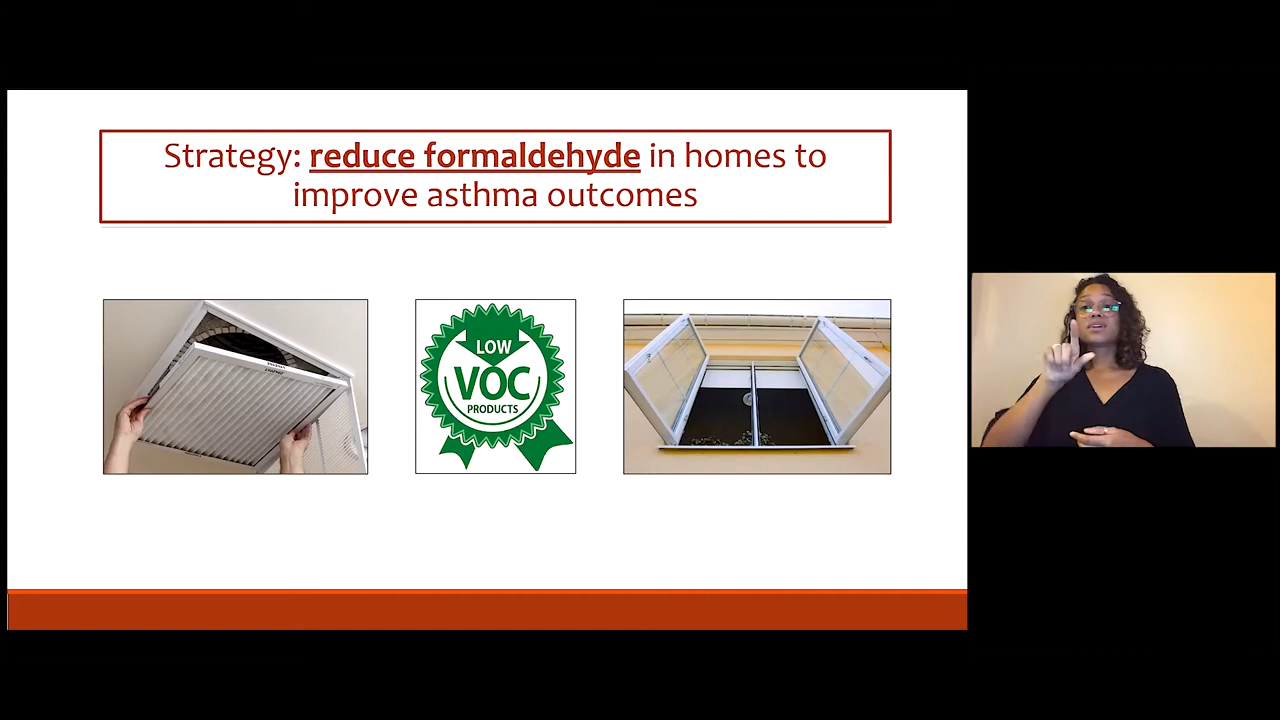 Strategy: reduce formaldehyde in homes to
improve asthma outcomes
LOW
VOC
PRODUCTS